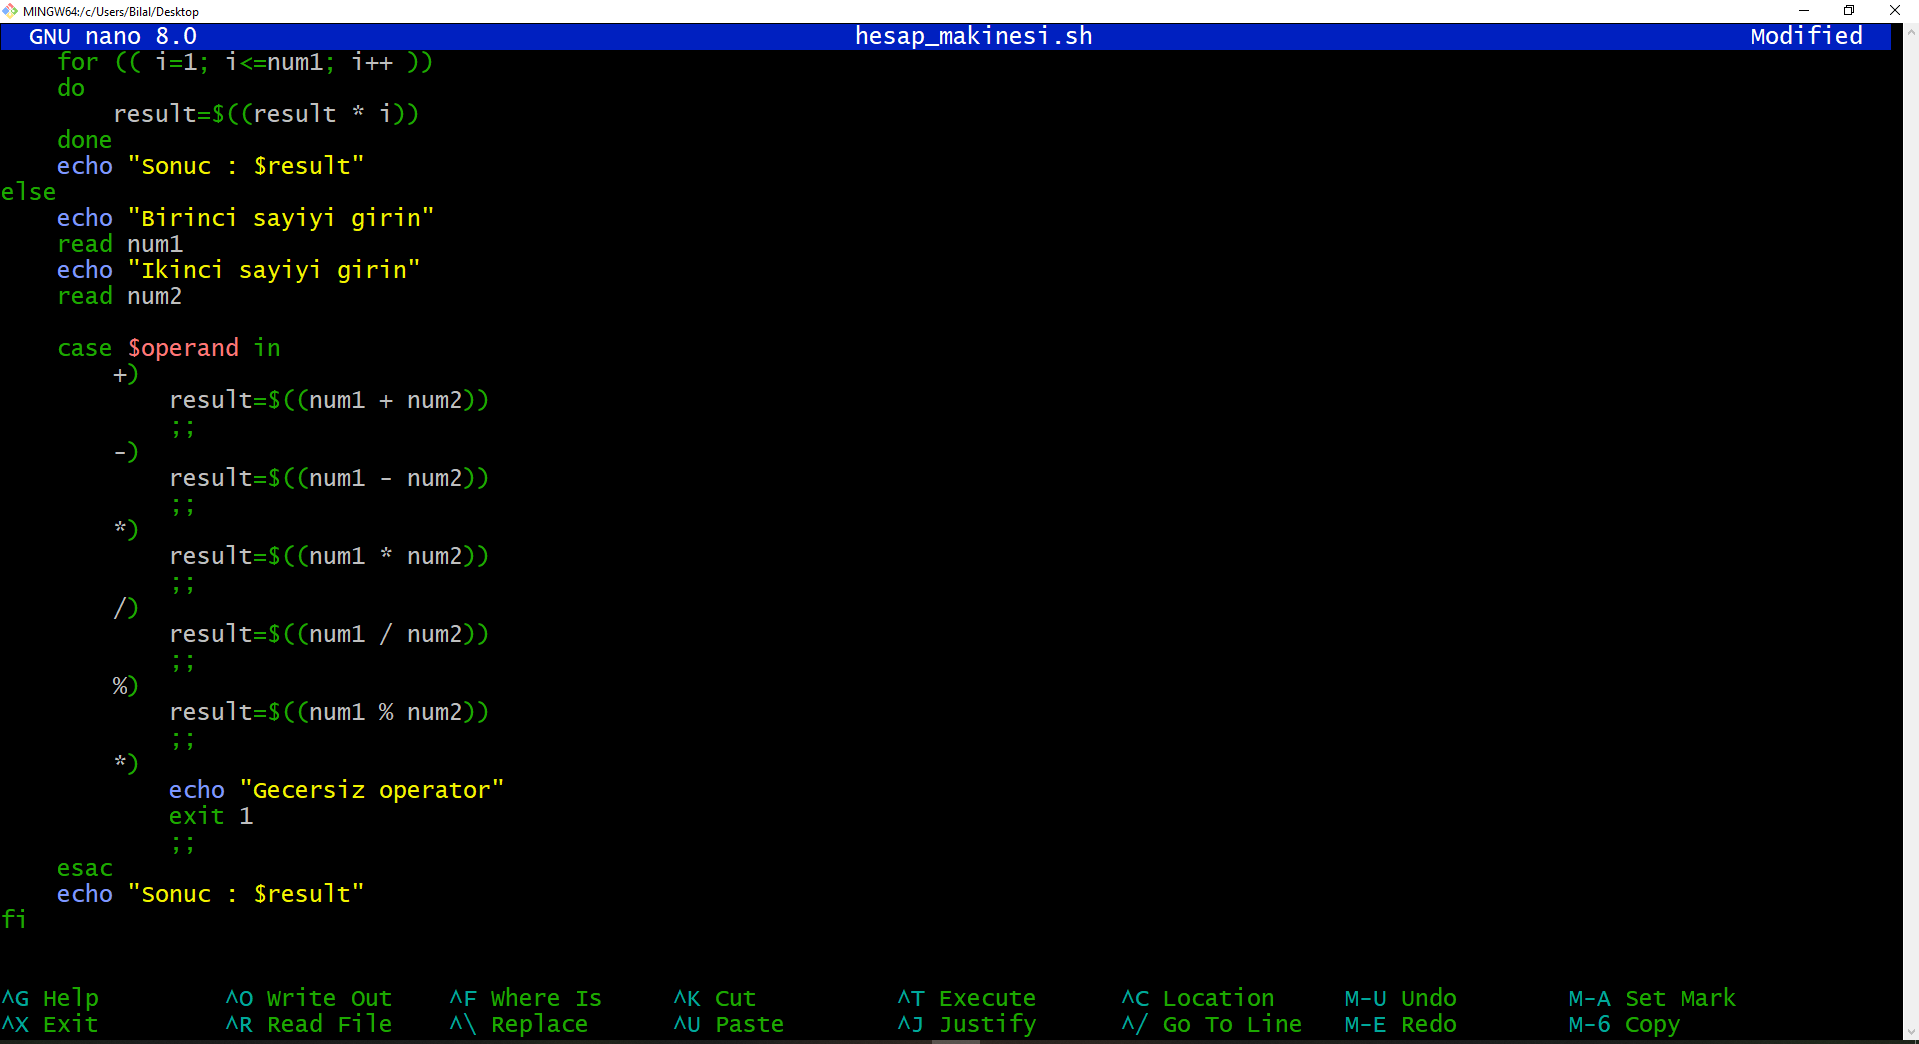 MINGW64:/c/Users/Bilal/Desktop
GNU nano 8.0 hesap_makinesi.sh Modified
    for (( i=1; i<=num1; i++ ))
    do
        result=$((result * i))
    done
    echo "Sonuc : $result"
else
    echo "Birinci sayiyi girin"
    read num1
    echo "Ikinci sayiyi girin"
    read num2

    case $operand in
        +)
            result=$((num1 + num2))
            ;;
        -)
            result=$((num1 - num2))
            ;;
        *)
            result=$((num1 * num2))
            ;;
        /)
            result=$((num1 / num2))
            ;;
        %)
            result=$((num1 % num2))
            ;;
        *)
            echo "Gecersiz operator"
            exit 1
            ;;
    esac
    echo "Sonuc : $result"
fi

^G Help ^O Write Out ^F Where Is ^K Cut ^T Execute ^C Location M-U Undo M-A Set Mark
^X Exit ^R Read File ^\ Replace ^U Paste ^J Justify ^/ Go To Line M-E Redo M-6 Copy